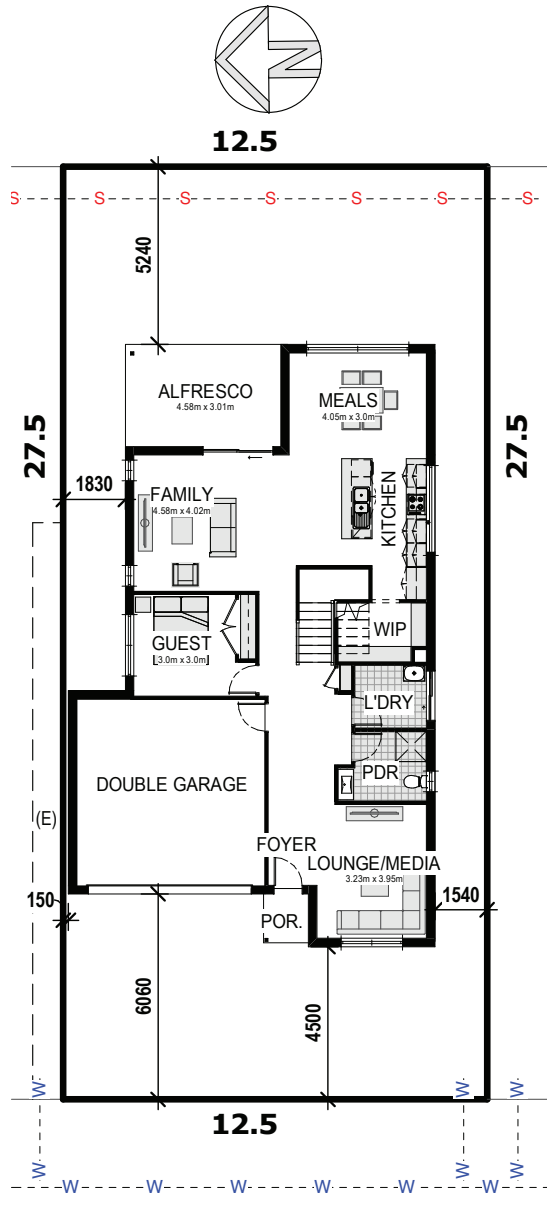 N
12.5
S S S S S S S
5240
ALFRESCO
4.58m x 3.01m
MEALS
4.05m x 3.0m
27.5
27.5
1830
FAMILY
4.58m x 4.02m
KITCHEN
GUEST
3.0m x 3.0m
WIP
L'DRY
PDR
DOUBLE GARAGE
(E)
FOYER
LOUNGE/MEDIA
3.23m x 3.95m
150
1540
POR.
6060
4500
W W W
12.5
W W W
W W W W W W